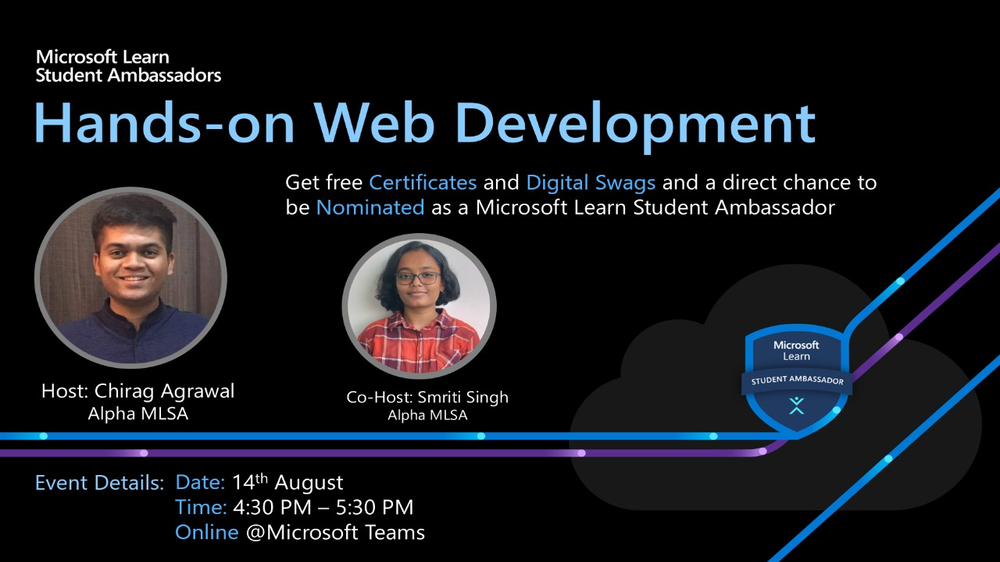 Microsoft Learn
Student Ambassadors
Hands-on Web Development
Get free Certificates and Digital Swags and a direct chance to
be Nominated as a Microsoft Learn Student Ambassador
Host: Chirag Agrawal
Alpha MLSA
Co-Host: Smriti Singh
Alpha MLSA
Microsoft
Learn
STUDENT AMBASSADOR
Event Details: Date: 14th August
Time: 4:30 PM – 5:30 PM
Online @Microsoft Teams